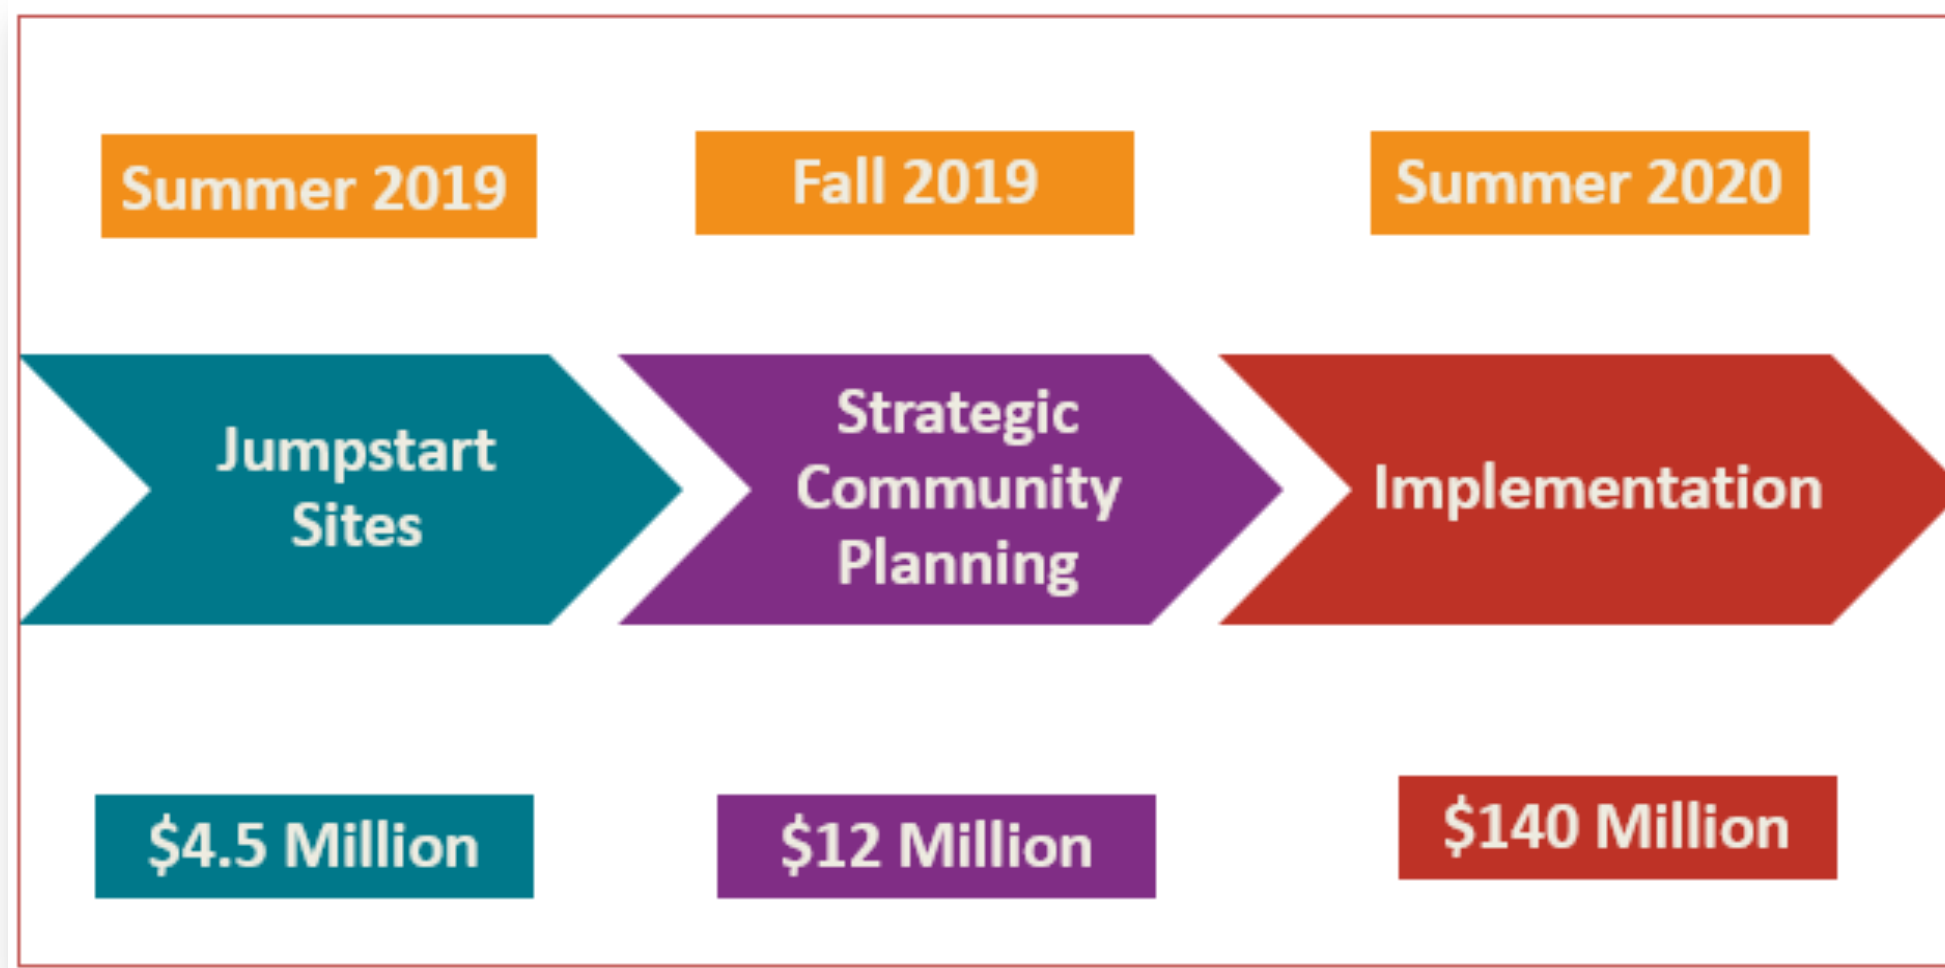 Summer 2019
Fall 2019
Summer 2020
Jumpstart
Sites
Strategic
Community
Planning
Implementation
$4.5 Million
$12 Million
$140 Million